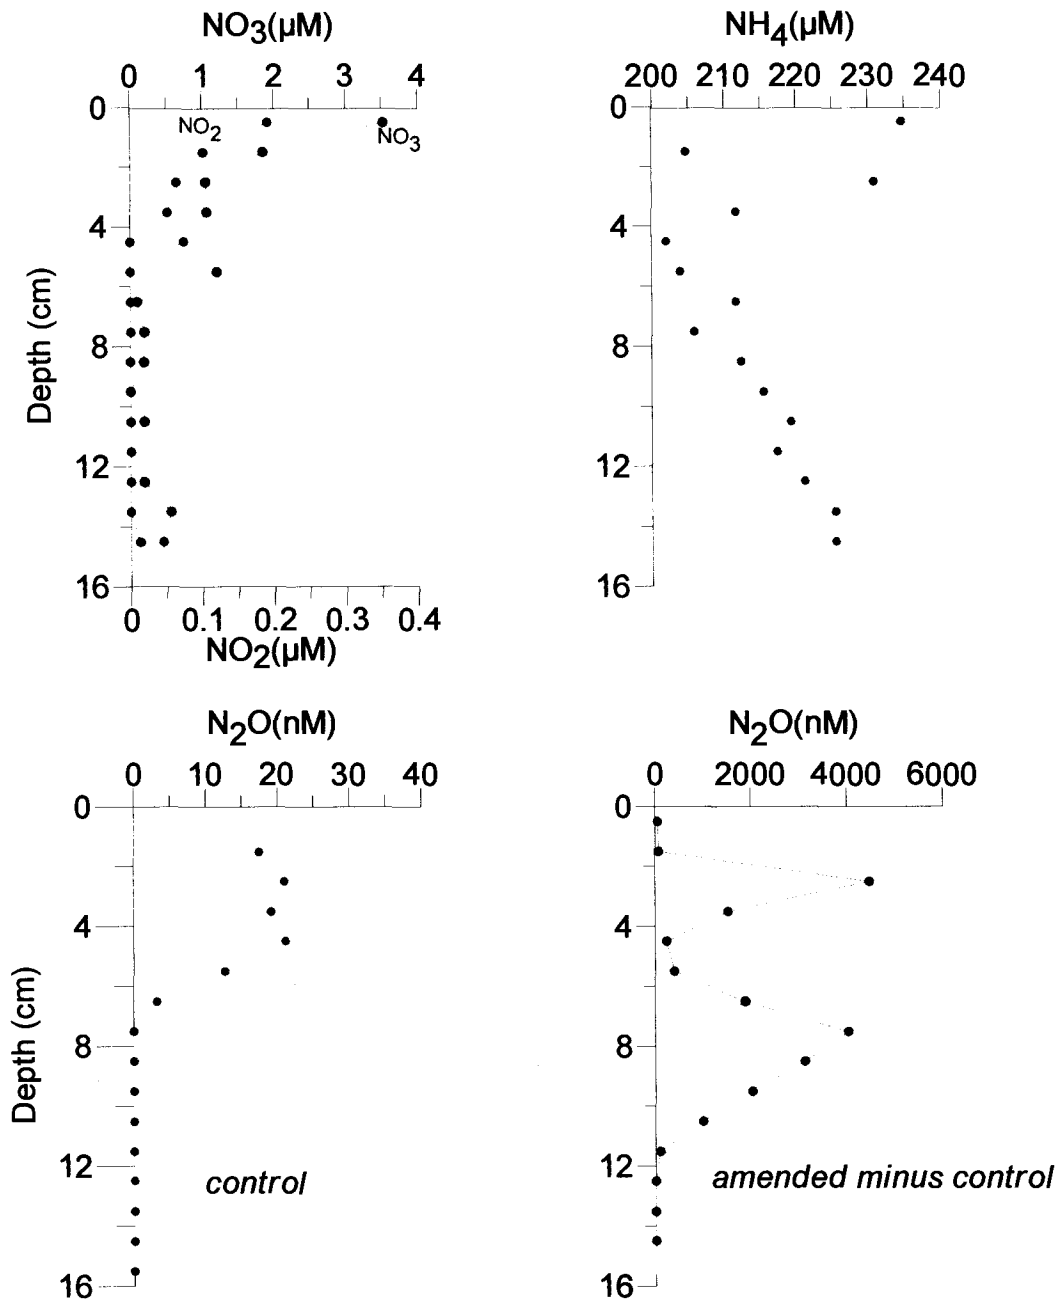 NO3(µM)
0 1 2 3 4
0
NO2
NO3
4
8
12
16
Depth (cm)
0 0.1 0.2 0.3 0.4
NO2(µM)
NH4(µM)
200 210 220 230 240
0
4
8
12
16
N2O(nM)
0 10 20 30 40
0
4
8
12
16
Depth (cm)
control
N2O(nM)
0 2000 4000 6000
0
4
8
12
16
amended minus control